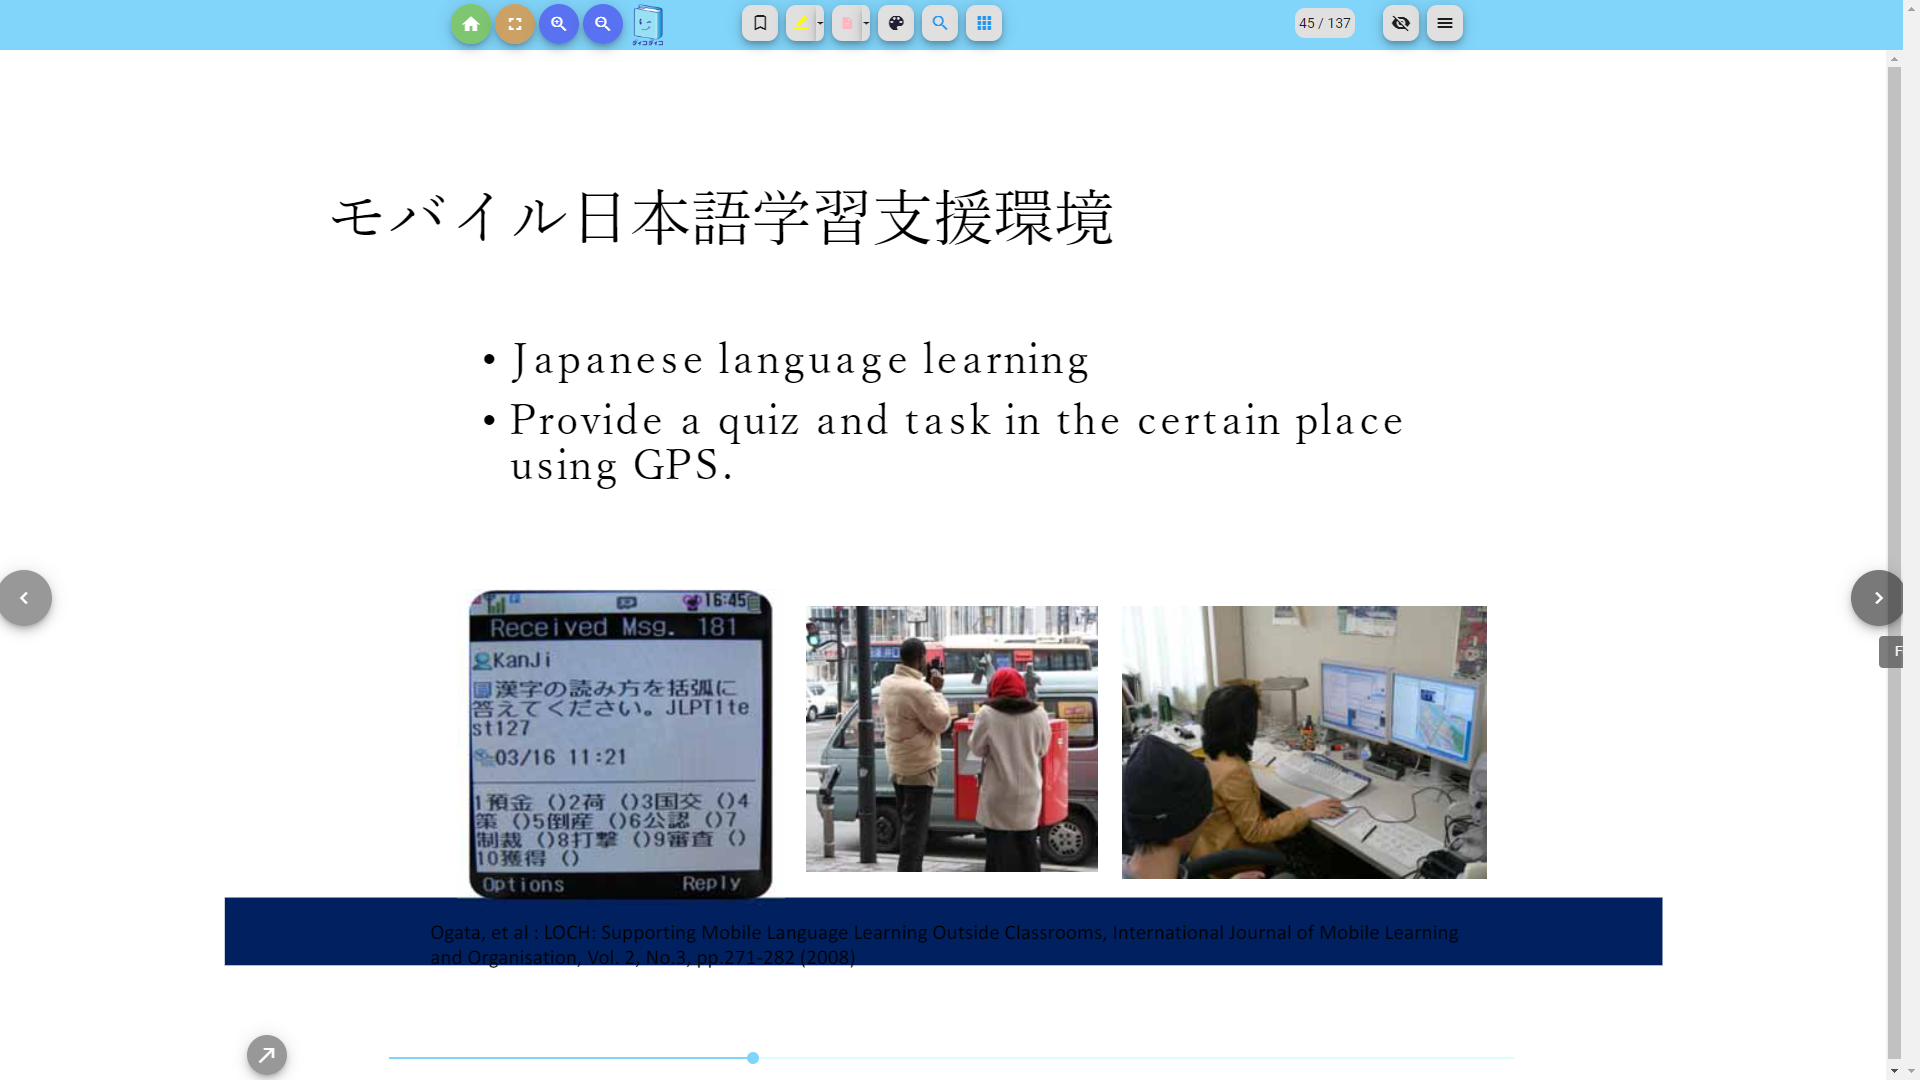 45 / 137
モバイル日本語学習支援環境
• Japanese language learning
• Provide a quiz and task in the certain place
using GPS.
16:45
Received Msg. 181
KanJi
漢字の読み方を括弧に
答えてください。JLPT1te
st127
03/16 11:21
1預金 ()2荷 ()3国交 ()4
策 ()5倒産 ()6公認 ()7
制裁 ()8打撃 ()9審査 ()
10獲得 ()
Options Reply
Ogata, et al : LOCH: Supporting Mobile Language Learning Outside Classrooms, International Journal of Mobile Learning
and Organisation, Vol. 2, No.3, pp.271-282 (2008)